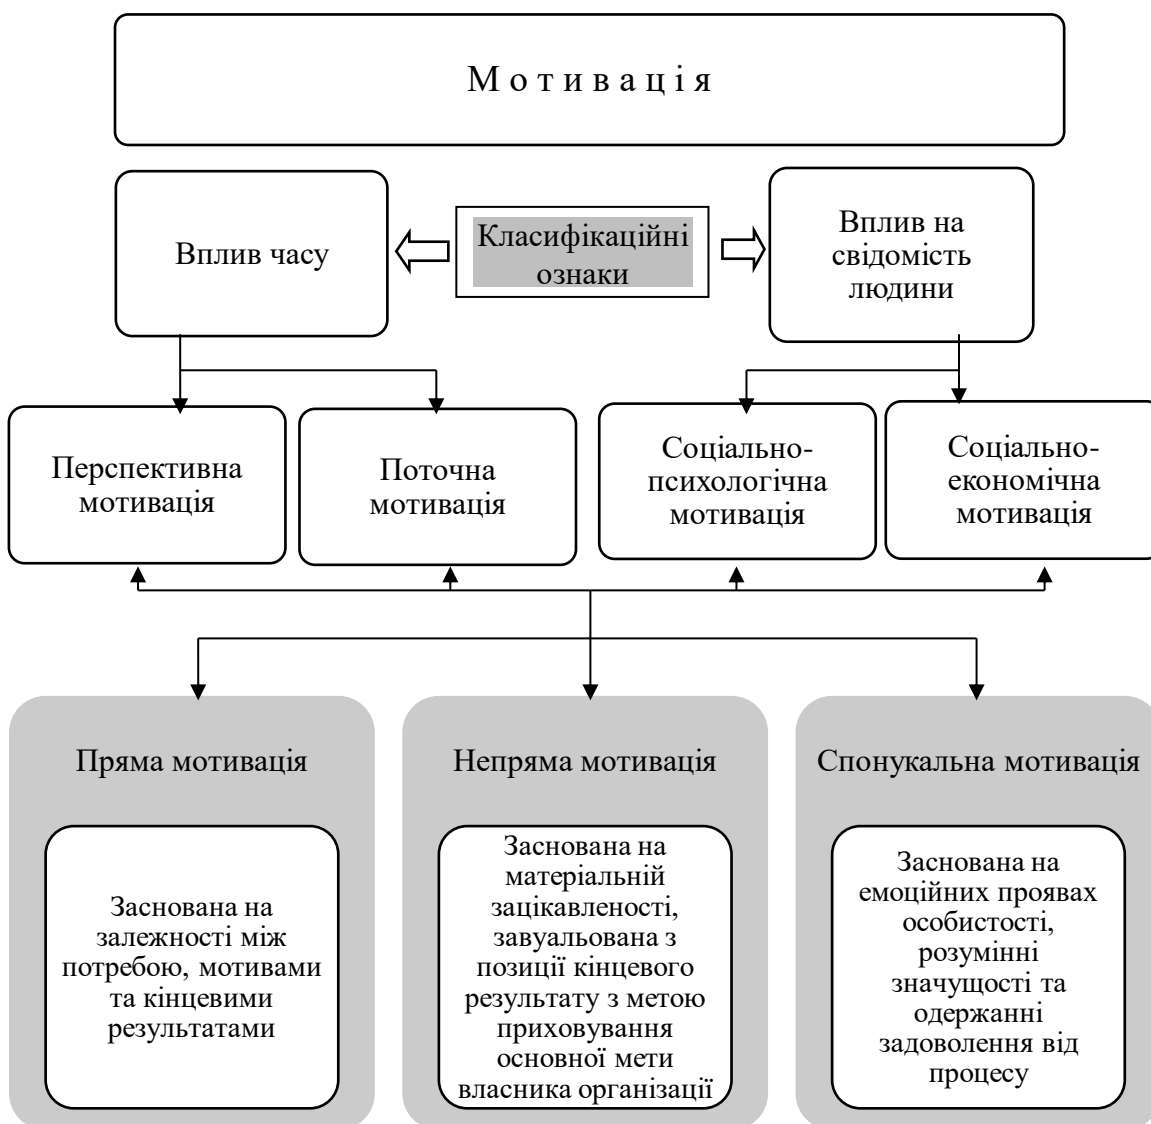 М о т и в а ц і я
Вплив часу
Класифікаційні
ознаки
Вплив на
свідомість
людини
Перспективна
мотивація
Поточна
мотивація
Соціально-
психологічна
мотивація
Соціально-
економічна
мотивація
Пряма мотивація
Заснована на
залежності між
потребою, мотивами
та кінцевими
результатами
Непряма мотивація
Заснована на
матеріальній
зацікавленості,
завуальована з
позиції кінцевого
результату з метою
приховування
основної мети
власника організації
Спонукальна мотивація
Заснована на
емоційних проявах
особистості,
розумінні
значущості та
одержанні
задоволення від
процесу